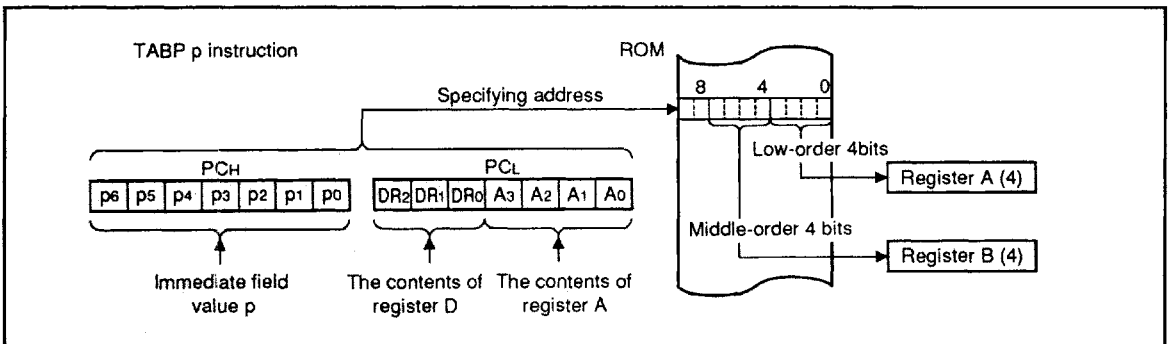 TABP p instruction
ROM
8 4 0
Specifying address
Low-order 4bits
PCH PCL
Register A (4)
p6 p5 p4 p3 p2 p1 p0 DR2 DR1 DR0 A3 A2 A1 A0
Middle-order 4 bits
Register B (4)
Immediate field
value p
The contents of
register D
The contents of
register A